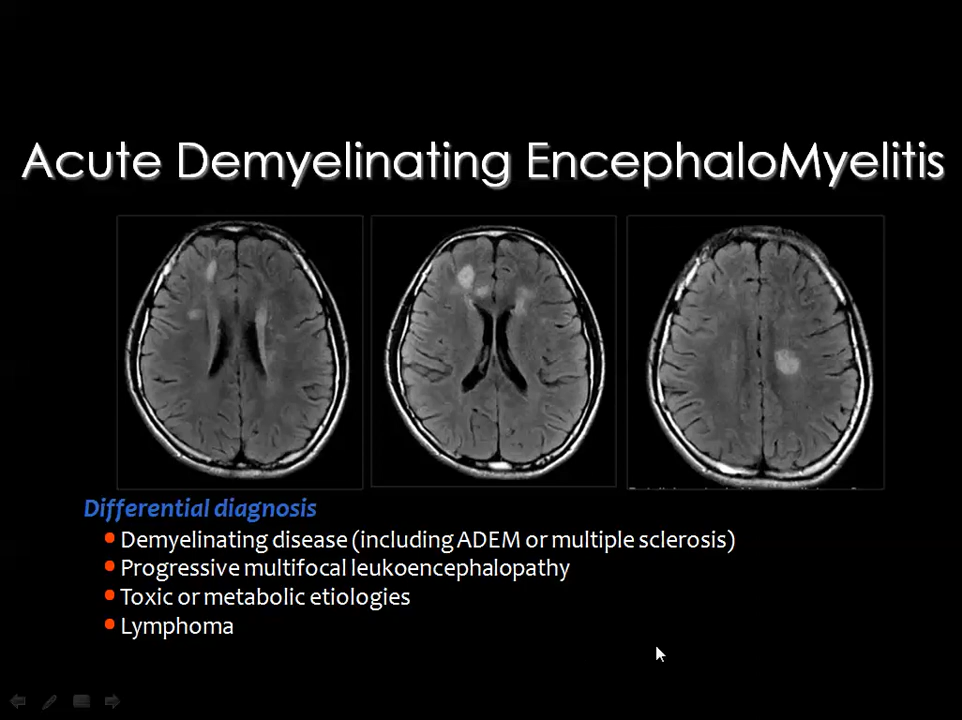 Acute Demyelinating EncephaloMyelitis
Differential diagnosis
Demyelinating disease (including ADEM or multiple sclerosis)
Progressive multifocal leukoencephalopathy
Toxic or metabolic etiologies
Lymphoma